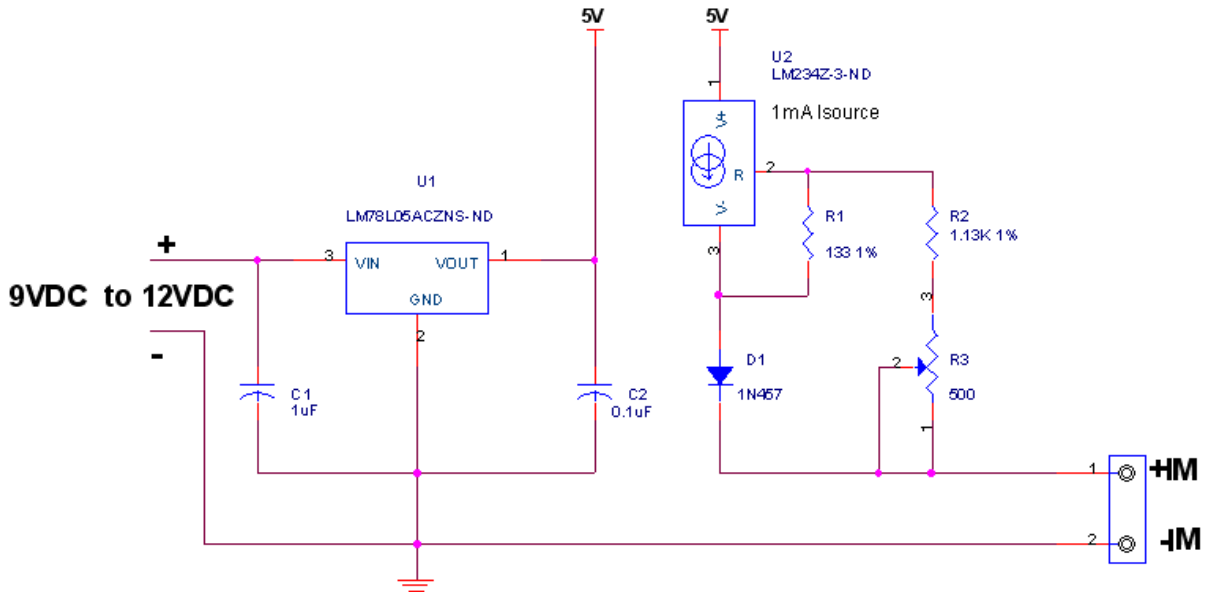 5V
5V
U2
LM234Z-3-ND
1mA Isource
1
V+
R
2
V-
3
U1
LM78L05ACZNS-ND
3
VIN
VOUT
1
GND
2
+
9VDC to 12VDC
-
R1
133 1%
R2
1.13K 1%
3
2
R3
500
1
D1
1N457
C1
1uF
C2
0.1uF
1
+IM
2
-IM